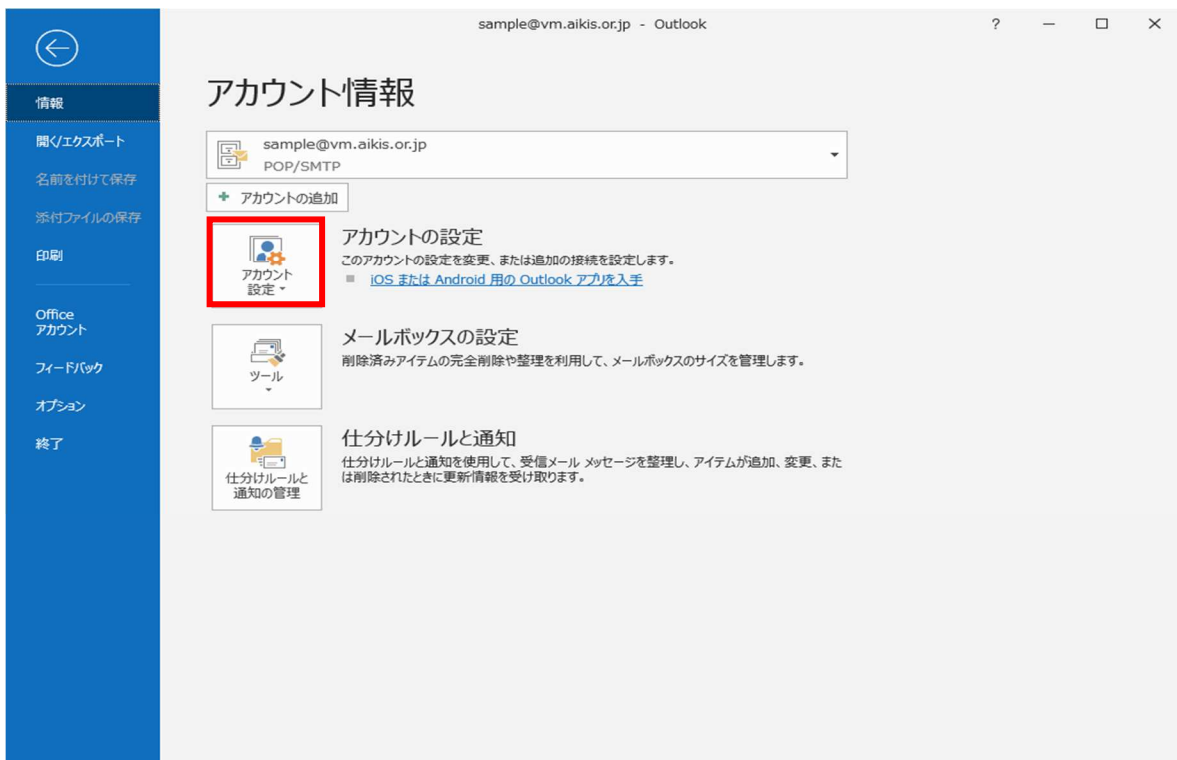 sample@vm.aikis.or.jp - Outlook
?
情報
開く/エクスポート
名前を付けて保存
添付ファイルの保存
印刷
Office
アカウント
フィードバック
オプション
終了
アカウント情報
sample@vm.aikis.or.jp
POP/SMTP
アカウントの追加
アカウント
設定
アカウントの設定
このアカウントの設定を変更、または追加の接続を設定します。
iOS または Android 用の Outlook アプリを入手
ツール
メールボックスの設定
削除済みアイテムの完全削除や整理を利用して、メールボックスのサイズを管理します。
仕分けルールと
通知の管理
仕分けルールと通知
仕分けルールと通知を使用して、受信メール メッセージを整理し、アイテムが追加、変更、また
は削除されたときに更新情報を受け取ります。